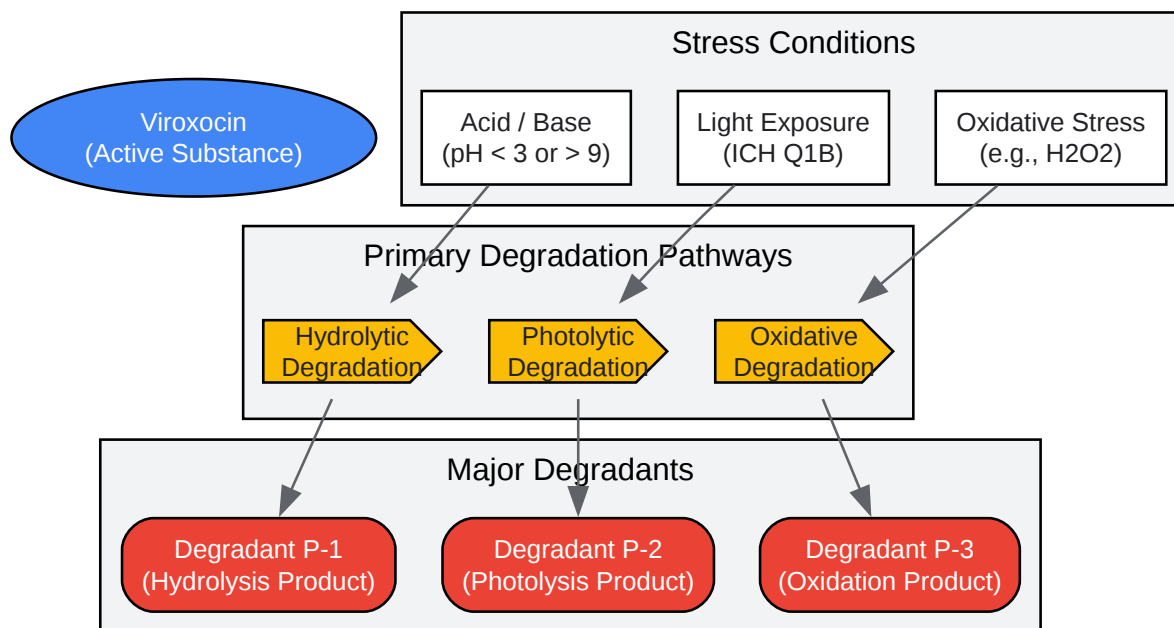 Stress Conditions
Viroxocin
(Active Substance)
Acid / Base
(pH < 3 or > 9)
Light Exposure
(ICH Q1B)
Oxidative Stress
(e.g., H2O2)
Primary Degradation Pathways
Hydrolytic
Degradation
Photolytic
Degradation
Oxidative
Degradation
Major Degradants
Degradant P-1
(Hydrolysis Product)
Degradant P-2
(Photolysis Product)
Degradant P-3
(Oxidation Product)